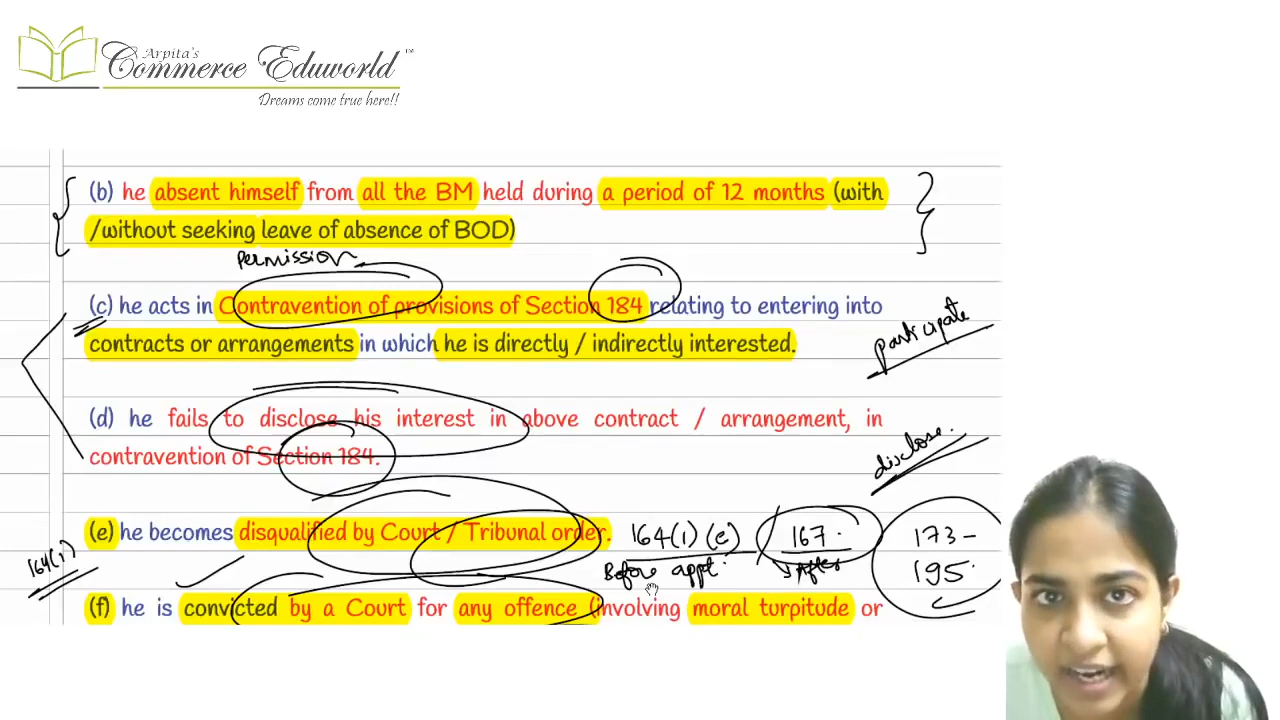 Arpita's
Commerce Eduworld™
Dreams come true here!!
(b) he absent himself from all the BM held during a period of 12 months (with
/without seeking leave of absence of BOD)
Permission
(c) he acts in Contravention of provisions of Section 184 relating to entering into
contracts or arrangements in which he is directly / indirectly interested.
participate
(d) he fails to disclose his interest in above contract / arrangement, in
contravention of Section 184.
disclose.
(e) he becomes disqualified by Court / Tribunal order. 164(1)(e) 167. 173-
164(1) Before appt. After 195.
(f) he is convicted by a Court for any offence (involving moral turpitude or